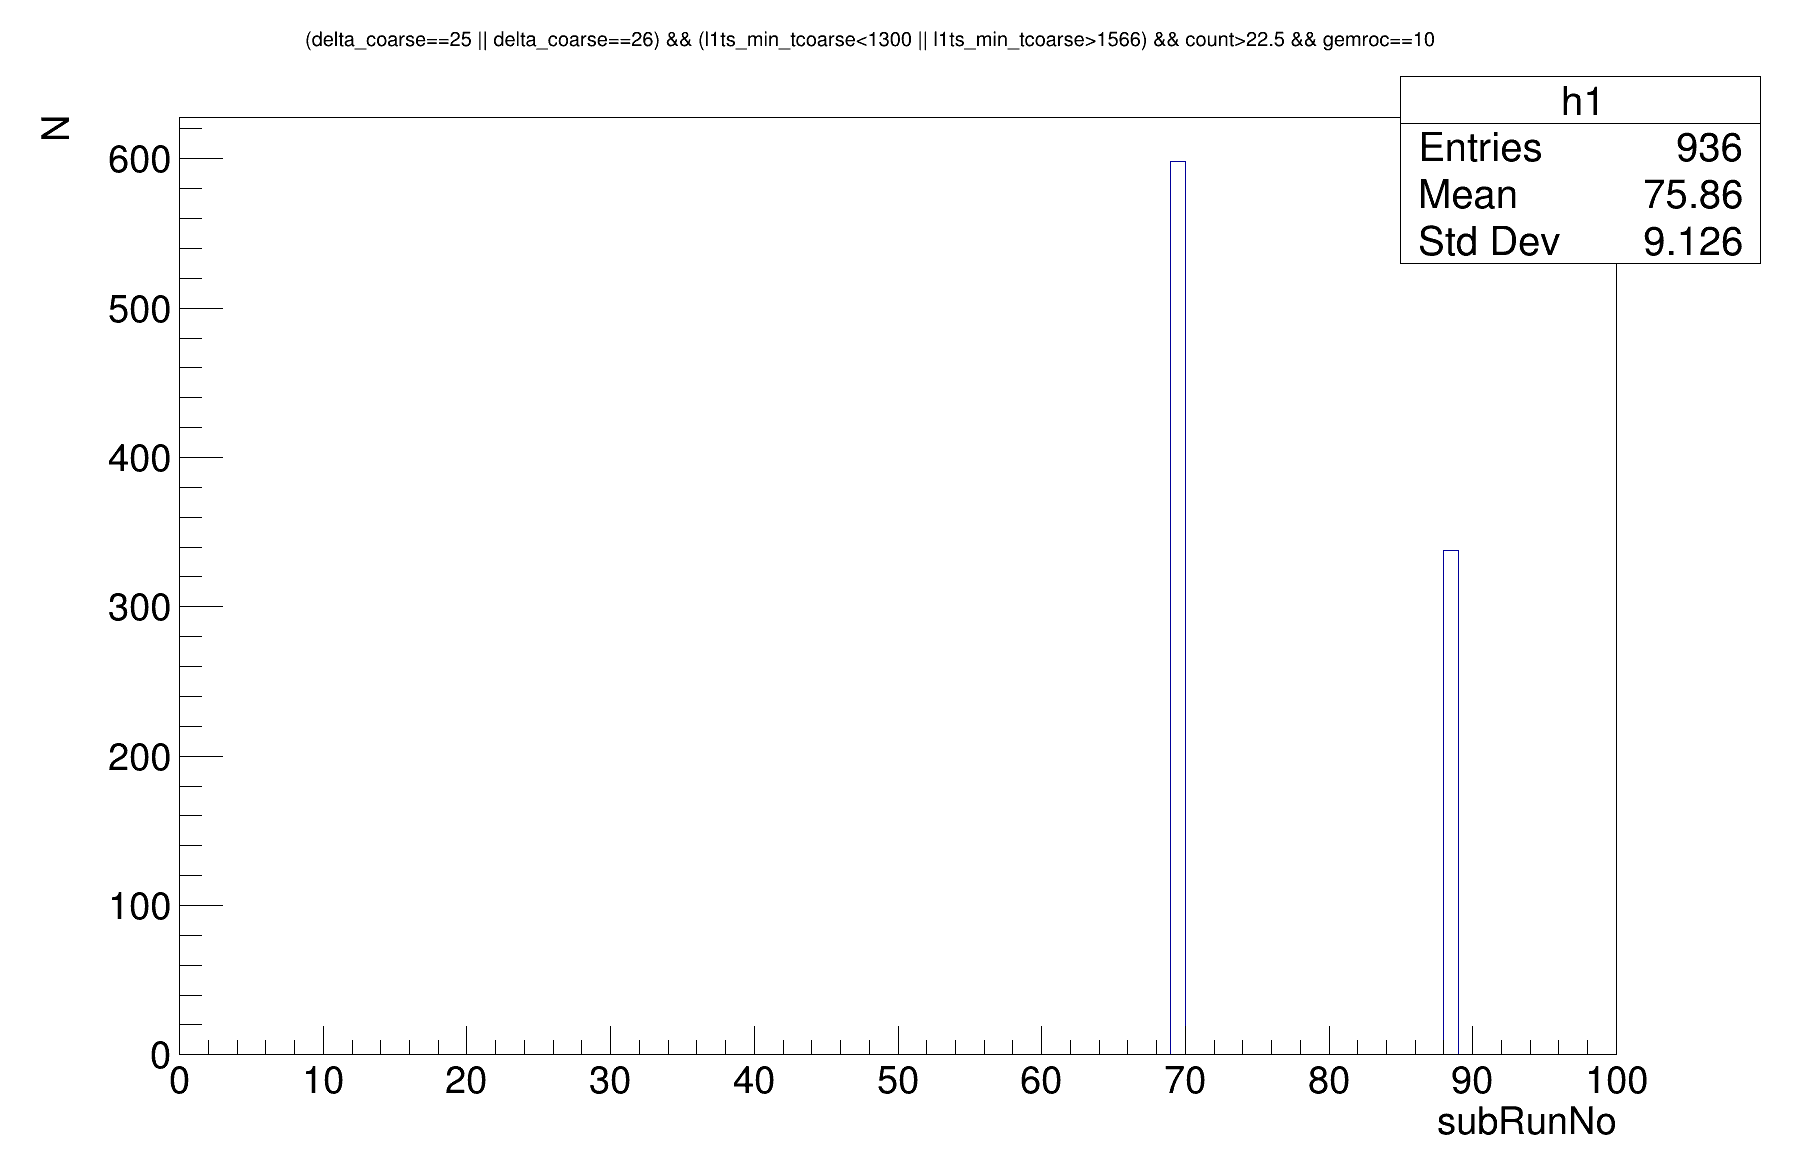 (delta_coarse==25 || delta_coarse==26) && (l1ts_min_tcoarse<1300 || l1ts_min_tcoarse>1566) && count>22.5 && gemroc==10
h1
Entries 936
Mean 75.86
Std Dev 9.126
N
600
500
400
300
200
100
0
0 10 20 30 40 50 60 70 80 90 100
subRunNo